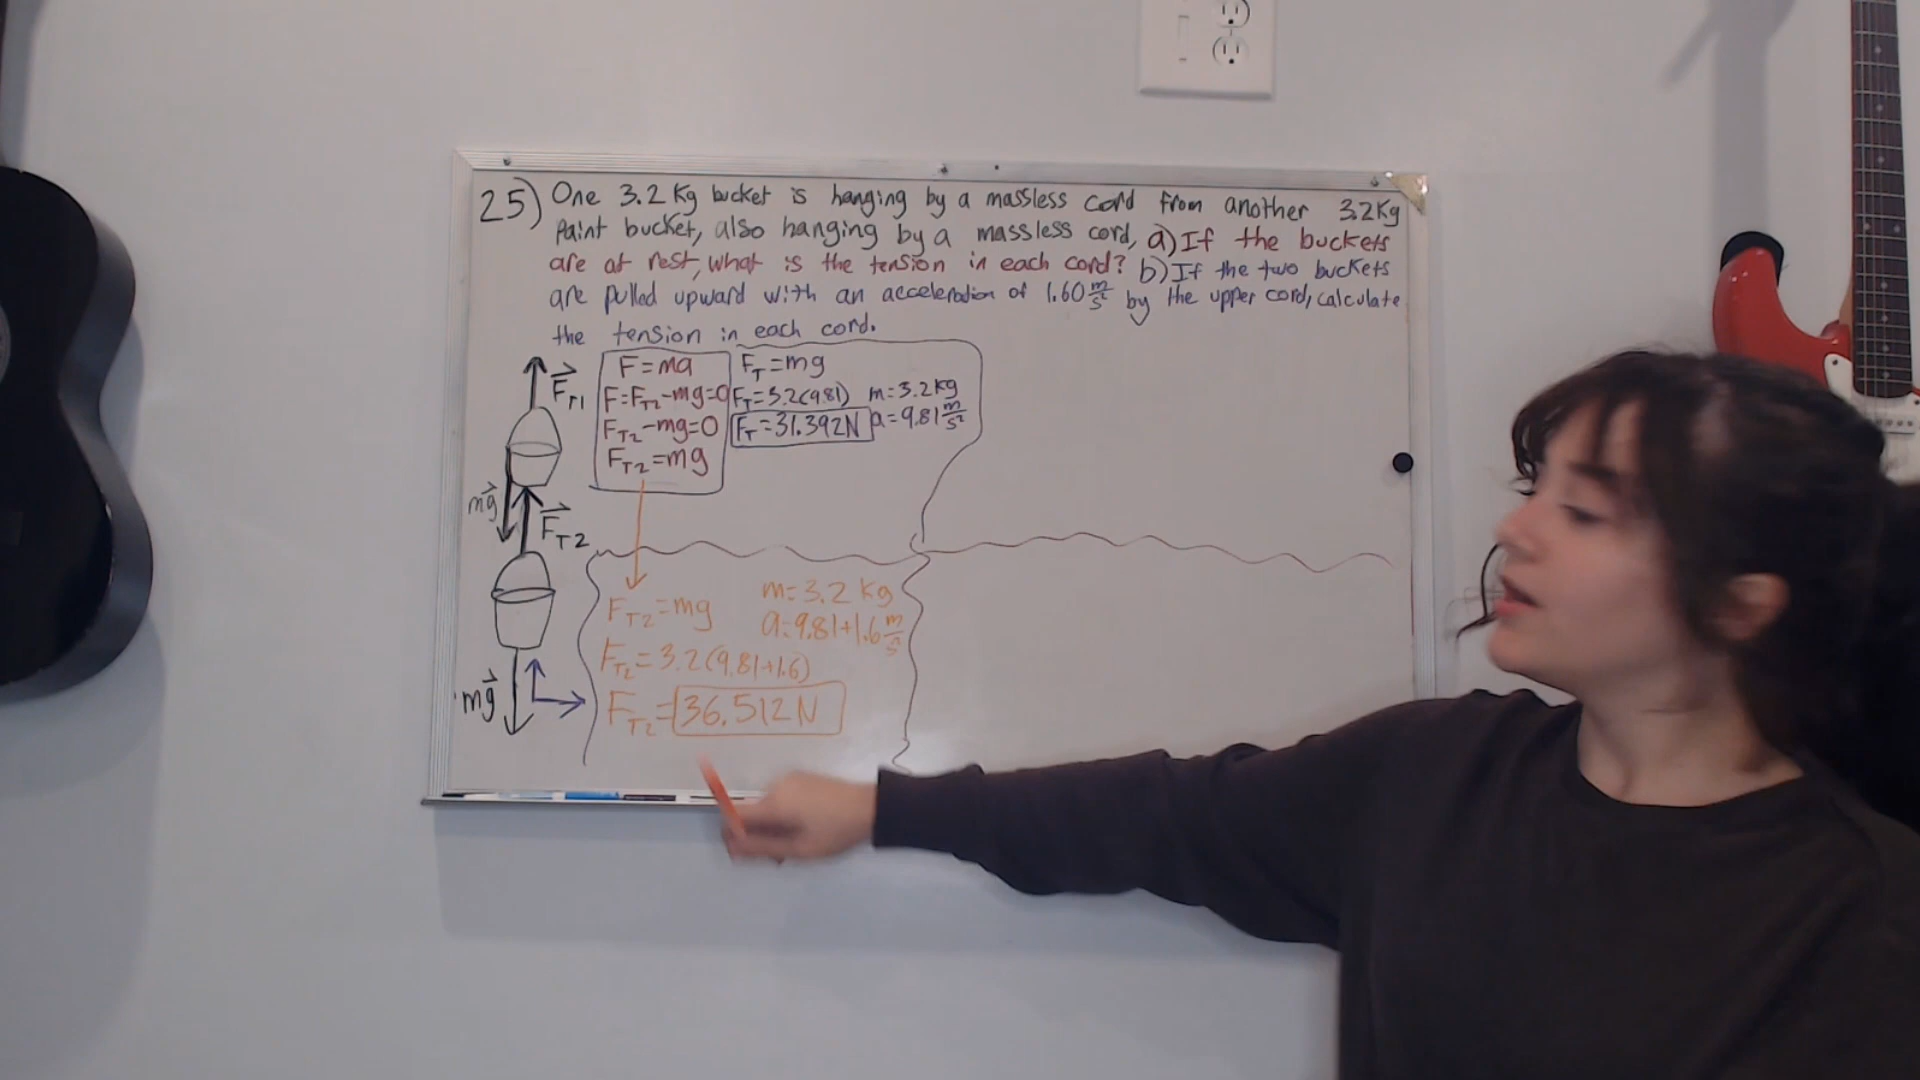 25) One 3.2 Kg bucket is hanging by a massless cord from another 3.2Kg
Paint bucket, also hanging by a massless cord, a) If the buckets
are at rest, what is the tension in each cord? b) If the two buckets
are pulled upward with an acceleration of 1.60 m/s² by the upper cord, calculate
the tension in each cord.
F_T1
mg
F_T2
mg
F=ma
F=F_T2-mg=0
F_T2-mg=0
F_T2=mg
F_T=mg
F_T=3.2(9.81)
F_T=31.392N
m=3.2kg
a=9.81 m/s²
F_T2=mg
F_T2=3.2(9.81+1.6)
F_T2=36.512N
m=3.2 Kg
a=9.81+1.6 m/s